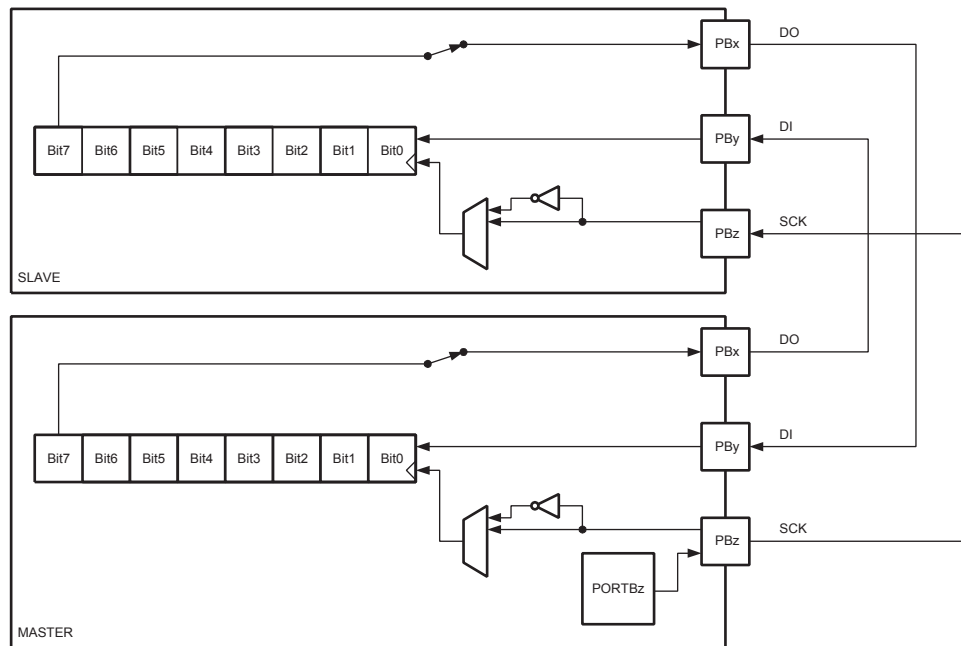 PBx DO
PBy DI
Bit7 Bit6 Bit5 Bit4 Bit3 Bit2 Bit1 Bit0
PBz SCK
SLAVE
PBx DO
PBy DI
Bit7 Bit6 Bit5 Bit4 Bit3 Bit2 Bit1 Bit0
PBz SCK
PORTBz
MASTER